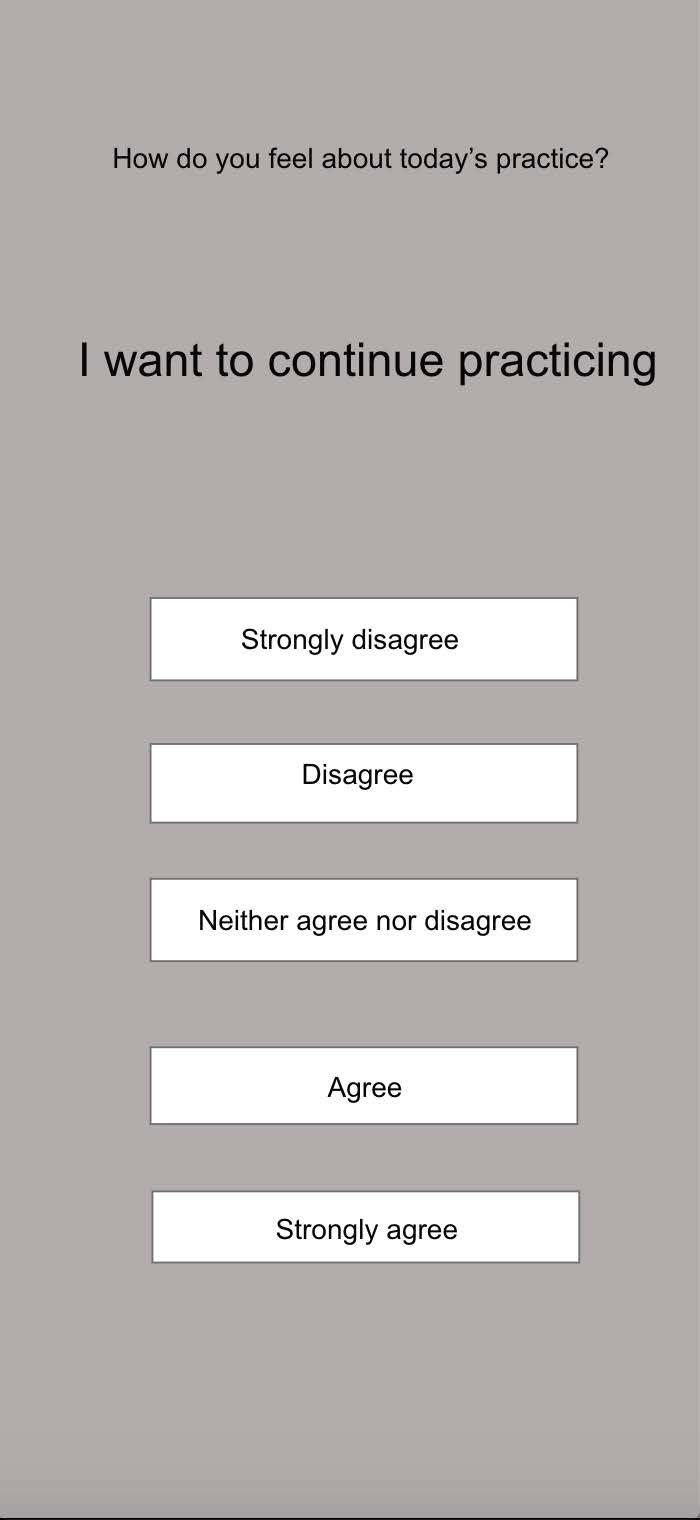 How do you feel about today’s practice?
I want to continue practicing
Strongly disagree
Disagree
Neither agree nor disagree
Agree
Strongly agree